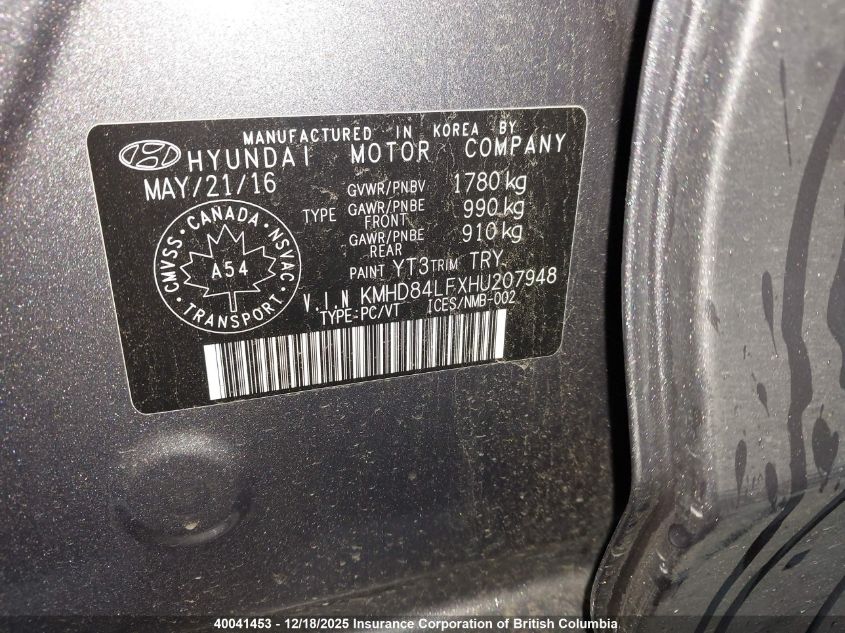 MANUFACTURED IN KOREA BY
HYUNDAI MOTOR COMPANY
MAY/21/16
GVWR/PNBV 1780 kg
TYPE GAWR/PNBE FRONT 990 kg
GAWR/PNBE REAR 910 kg
PAINT YT3 TRIM TRY
CMVSS • CANADA • NSVAC • TRANSPORT •
A54
V.I.N KMHD84LFXHU207948
TYPE:PC/VT ICES/NMB-002
40041453 - 12/18/2025 Insurance Corporation of British Columbia